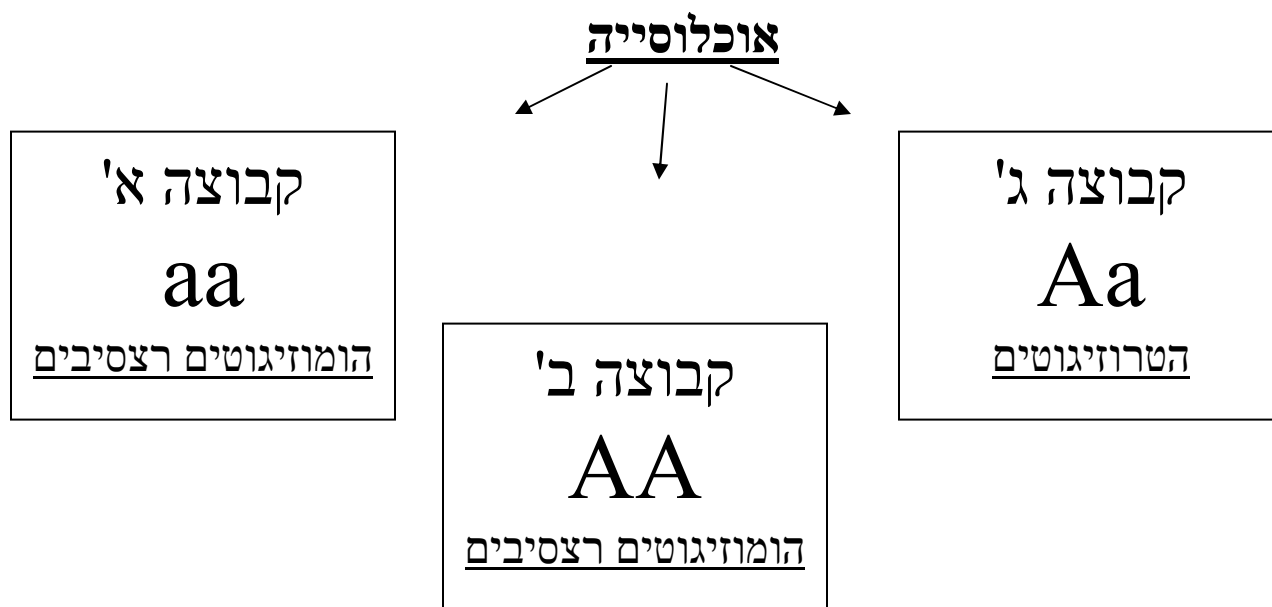 אוכלוסייה
קבוצה א'
aa
הומוזיגוטים רצסיבים
קבוצה ב'
AA
הומוזיגוטים רצסיבים
קבוצה ג'
Aa
הטרוזיגוטים